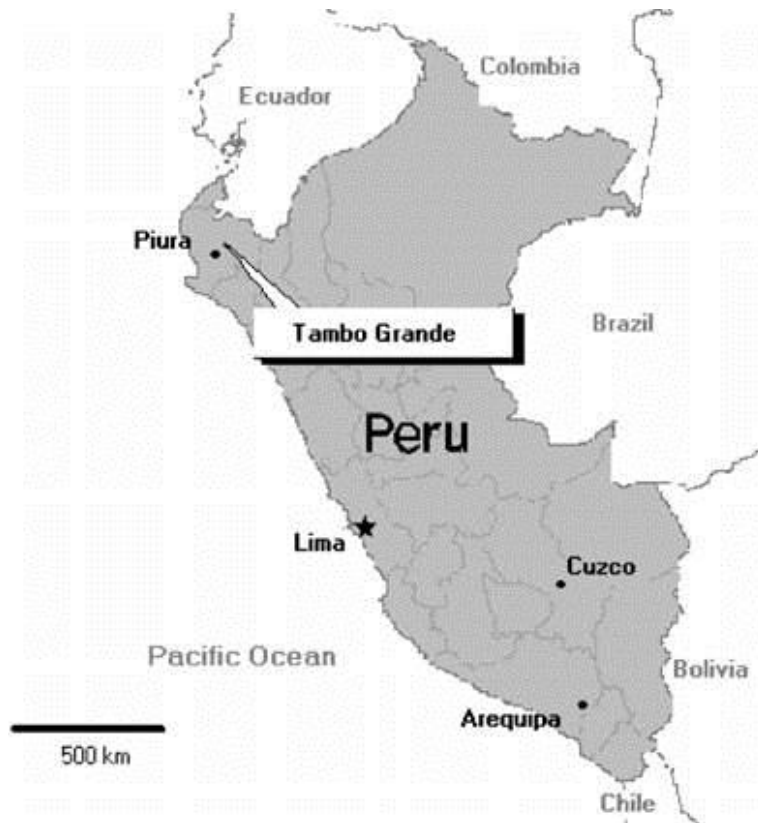 Colombia
Ecuador
Piura
Tambo Grande
Brazil
Peru
Lima
Cuzco
Pacific Ocean
Bolivia
Arequipa
500 km
Chile